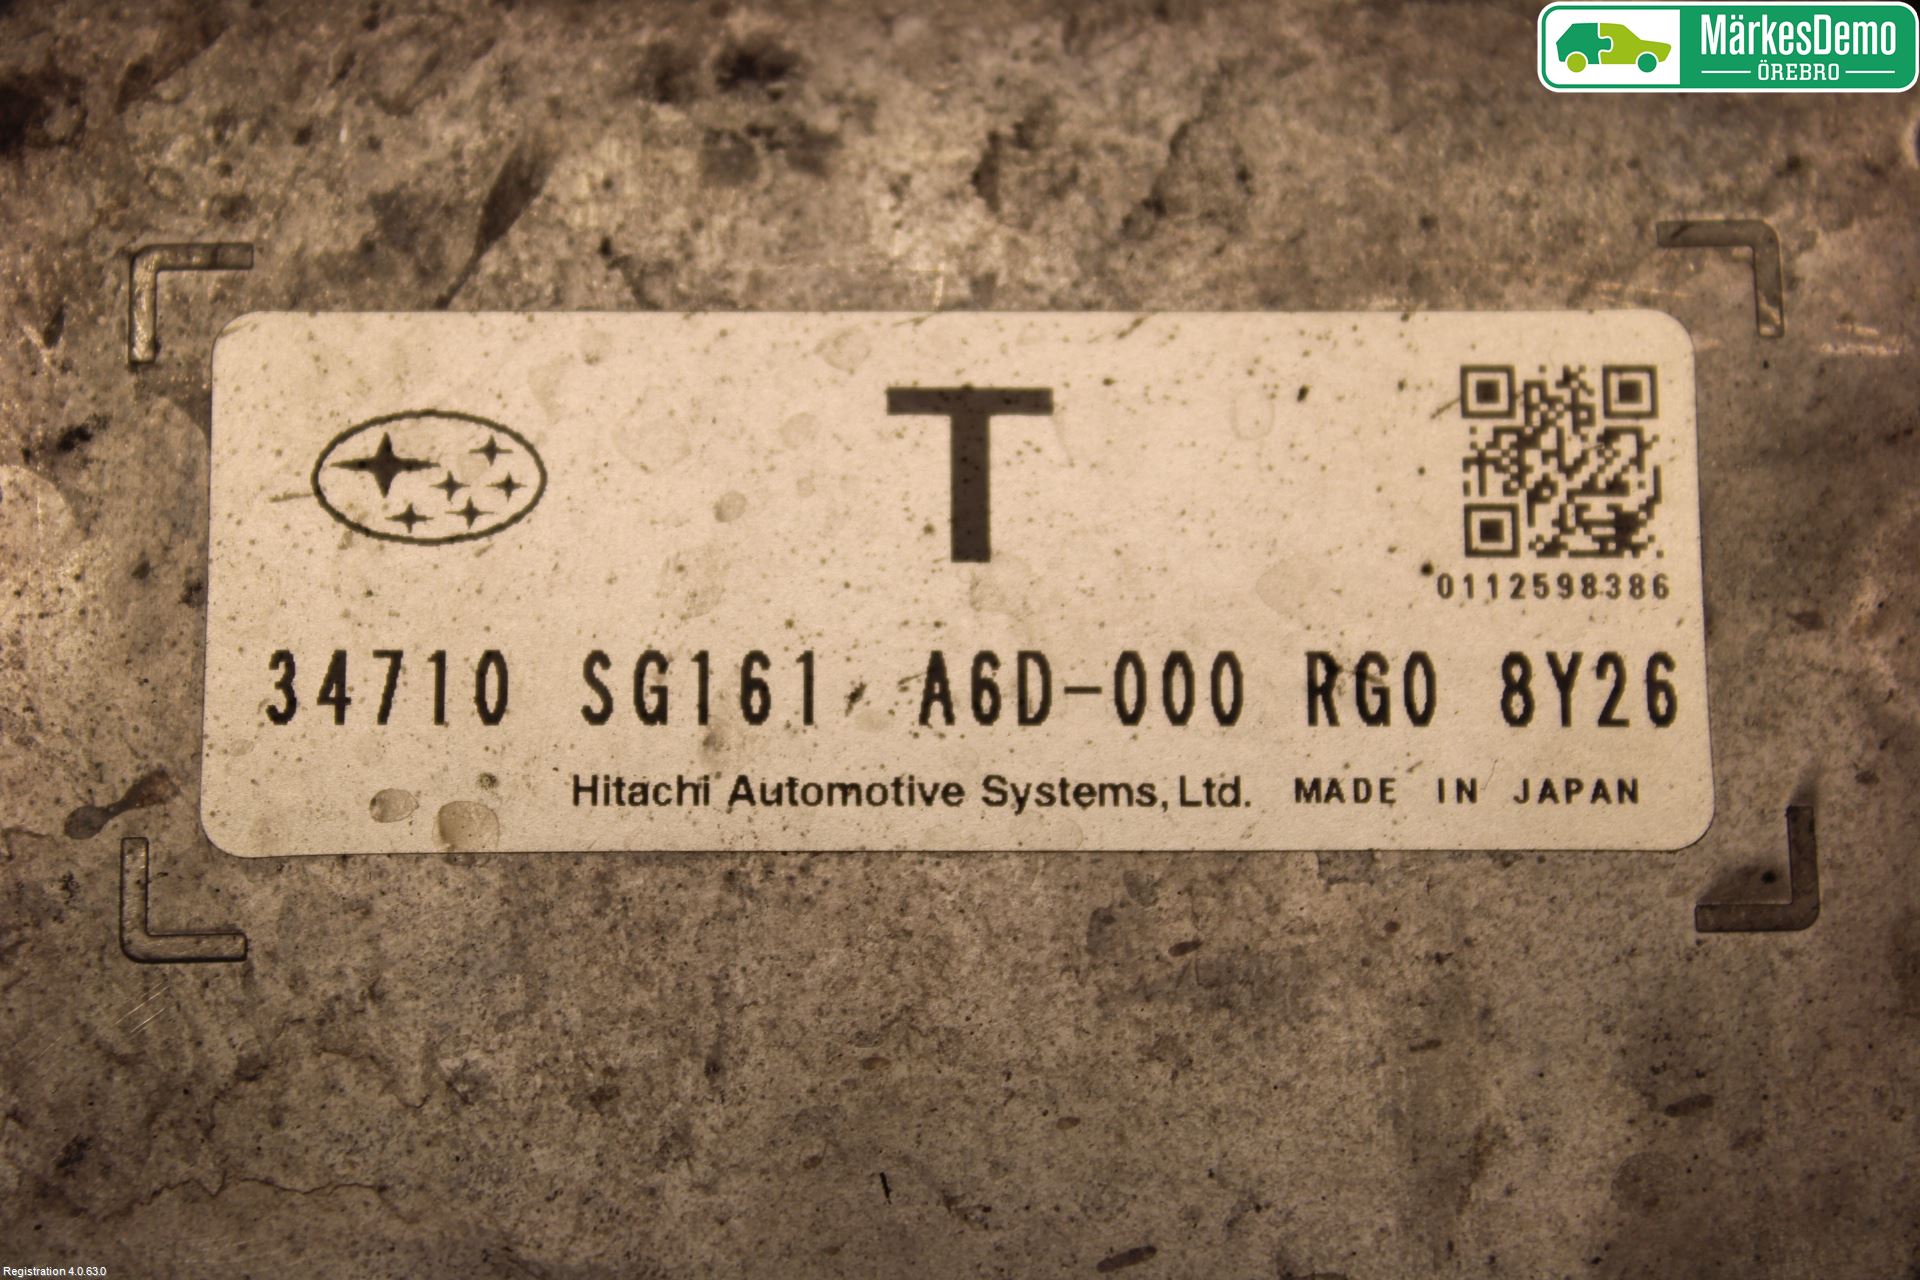 MärkesDemo
ÖREBRO
T
0112598386
34710 SG161 A6D-000 RG0 8Y26
Hitachi Automotive Systems, Ltd. MADE IN JAPAN
Registration 4.0.63.0